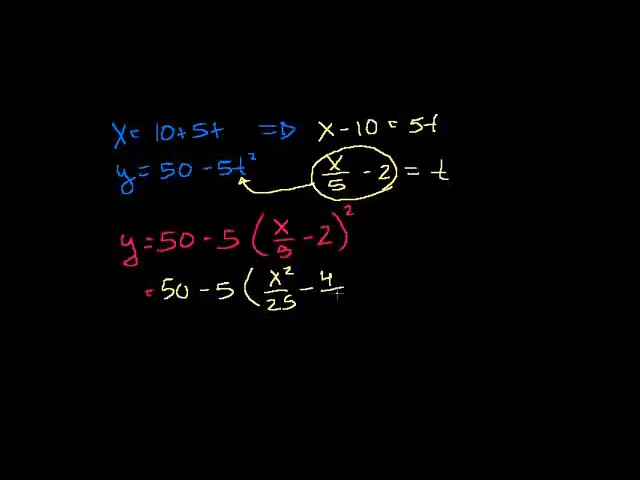 x = 10 + 5t ⇒ x - 10 = 5t
y = 50 - 5t² x/5 - 2 = t
y = 50 - 5 (x/5 - 2)²
= 50 - 5 (x²/25 - 4/